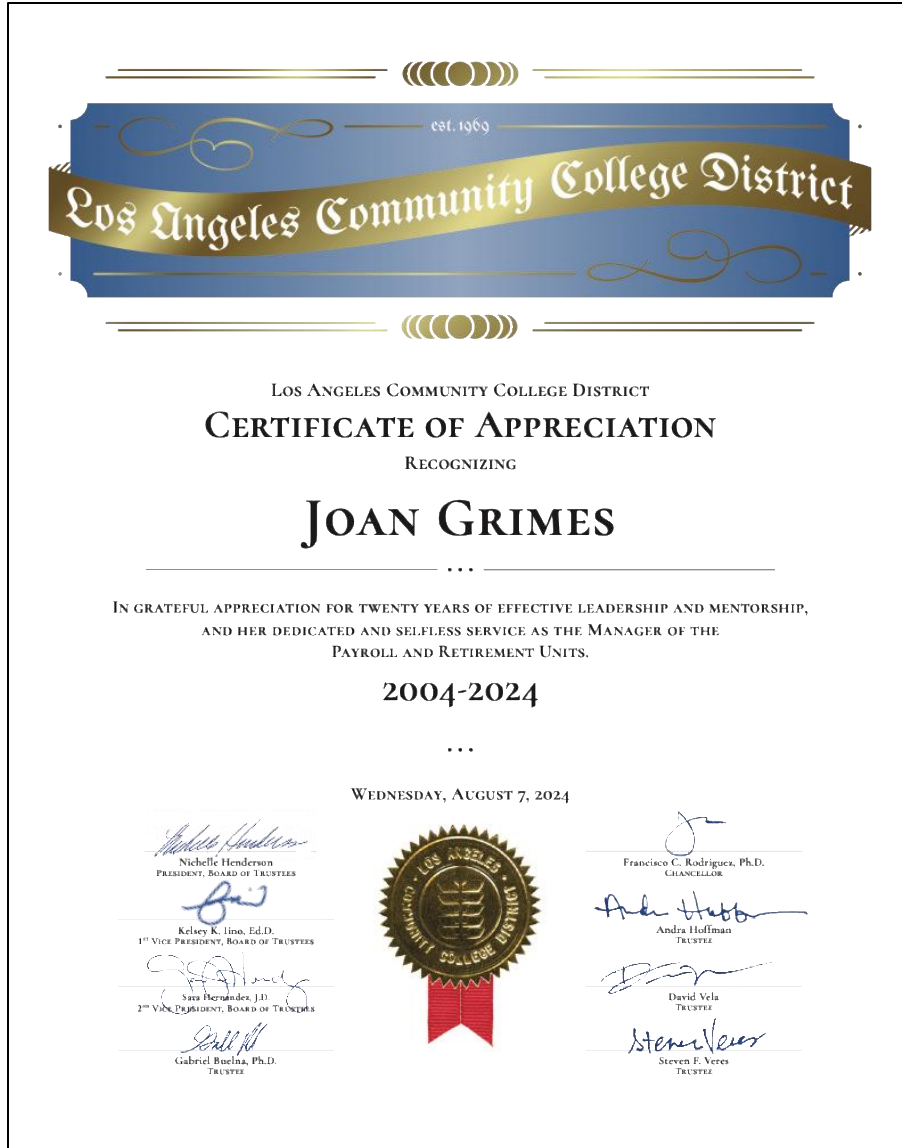 est. 1969
Los Angeles Community College District
Los Angeles Community College District
Certificate of Appreciation
Recognizing
Joan Grimes
In grateful appreciation for twenty years of effective leadership and mentorship,
and her dedicated and selfless service as the Manager of the
Payroll and Retirement Units.
2004-2024
Wednesday, August 7, 2024
Nichelle Henderson
President, Board of Trustees
Kelsey K. Iino, Ed.D.
1st Vice President, Board of Trustees
Sara Hernandez, J.D.
2nd Vice President, Board of Trustees
Gabriel Buelna, Ph.D.
Trustee
LOS ANGELES
COMMUNITY COLLEGE DISTRICT
Francisco C. Rodriguez, Ph.D.
Chancellor
Andra Hoffman
Trustee
David Vela
Trustee
Steven Veres
Steven F. Veres
Trustee